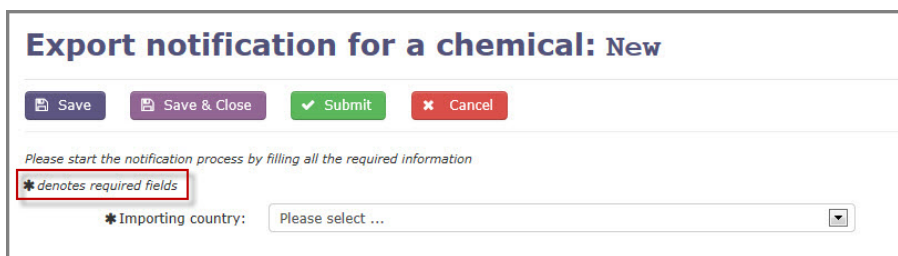 Export notification for a chemical: New
Save Save & Close Submit Cancel
Please start the notification process by filling all the required information
✱ denotes required fields
✱ Importing country: Please select ...